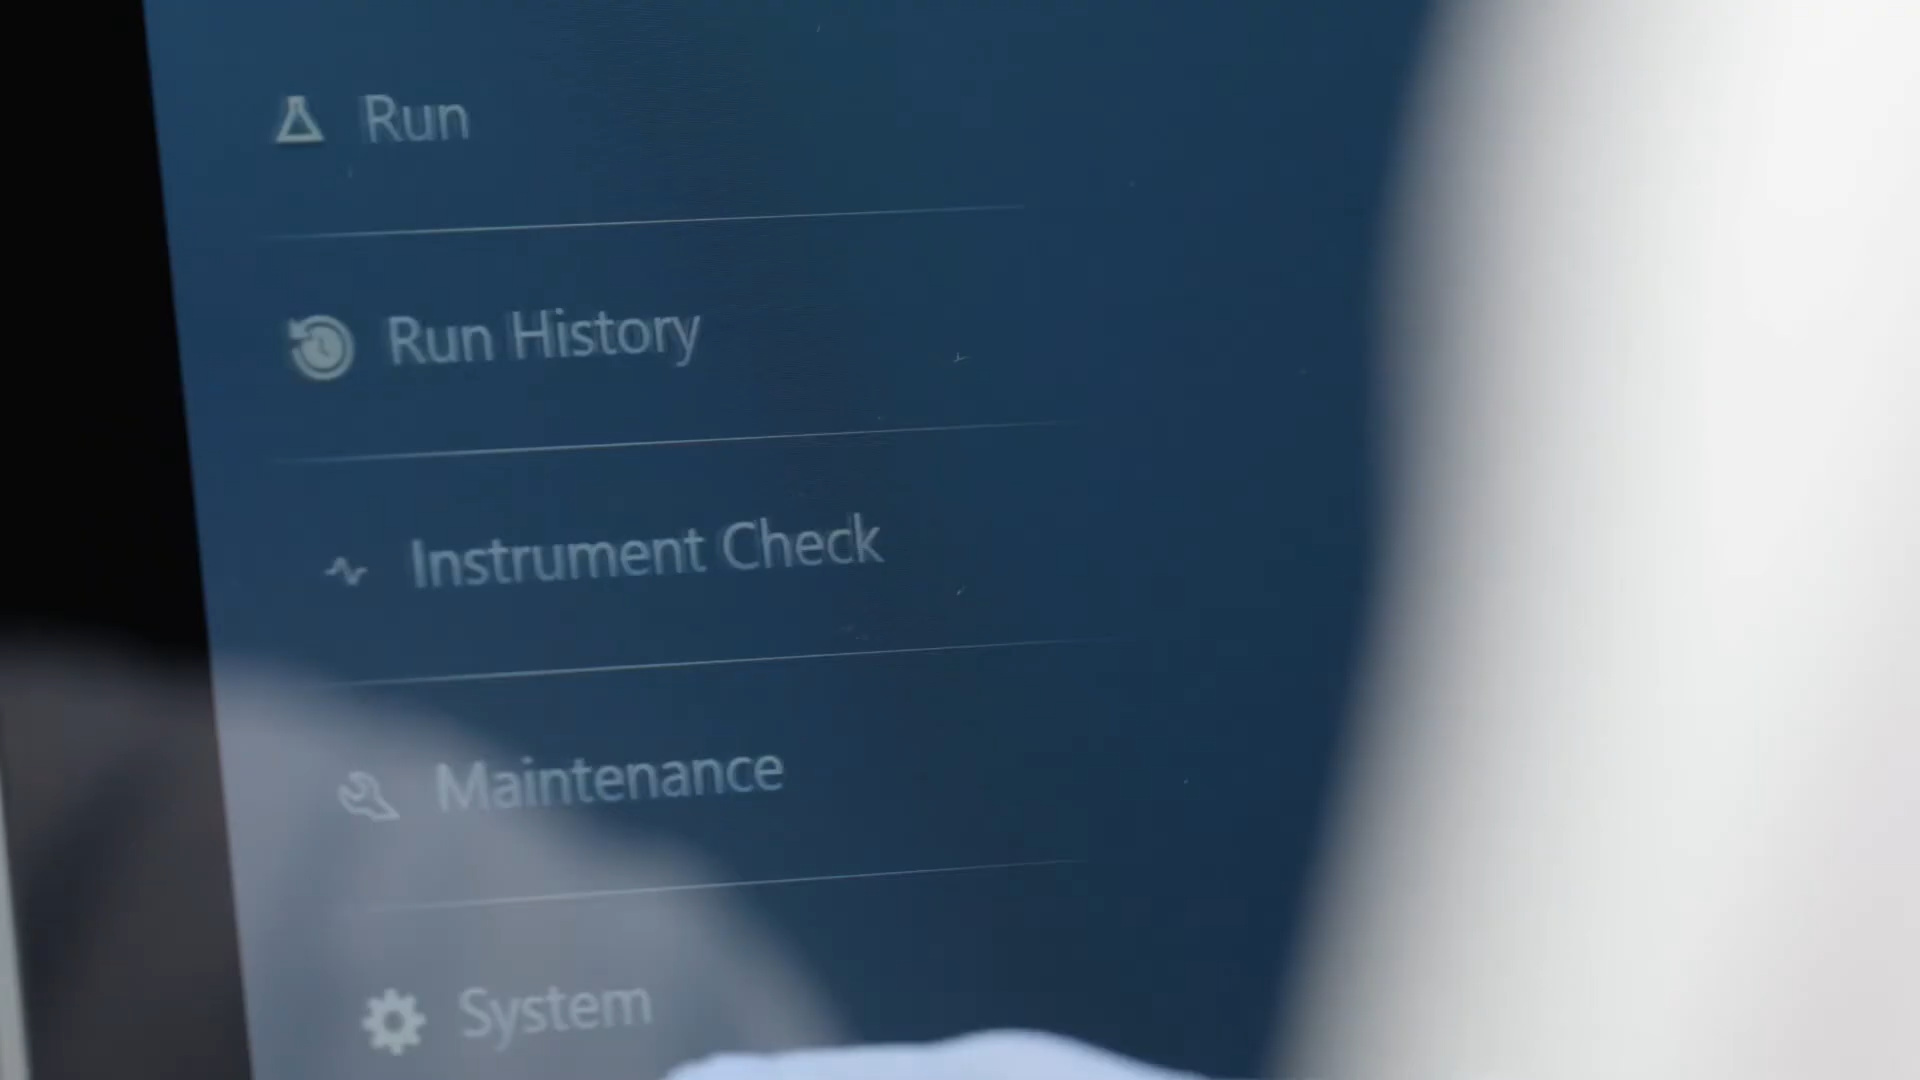 Run
Run History
Instrument Check
Maintenance
System